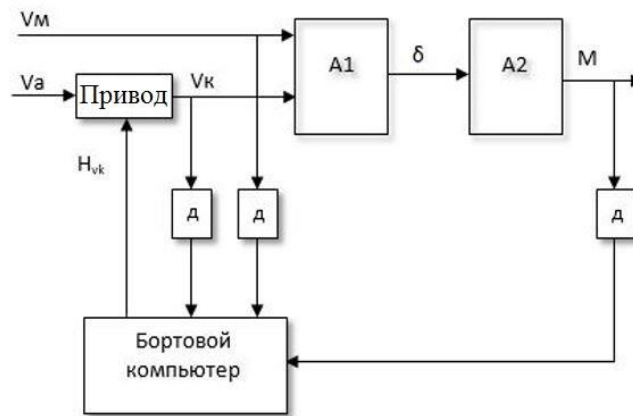 Vм
A1
δ
A2
M
Va
Привод
Vк
Hvk
д
д
д
Бортовой
компьютер